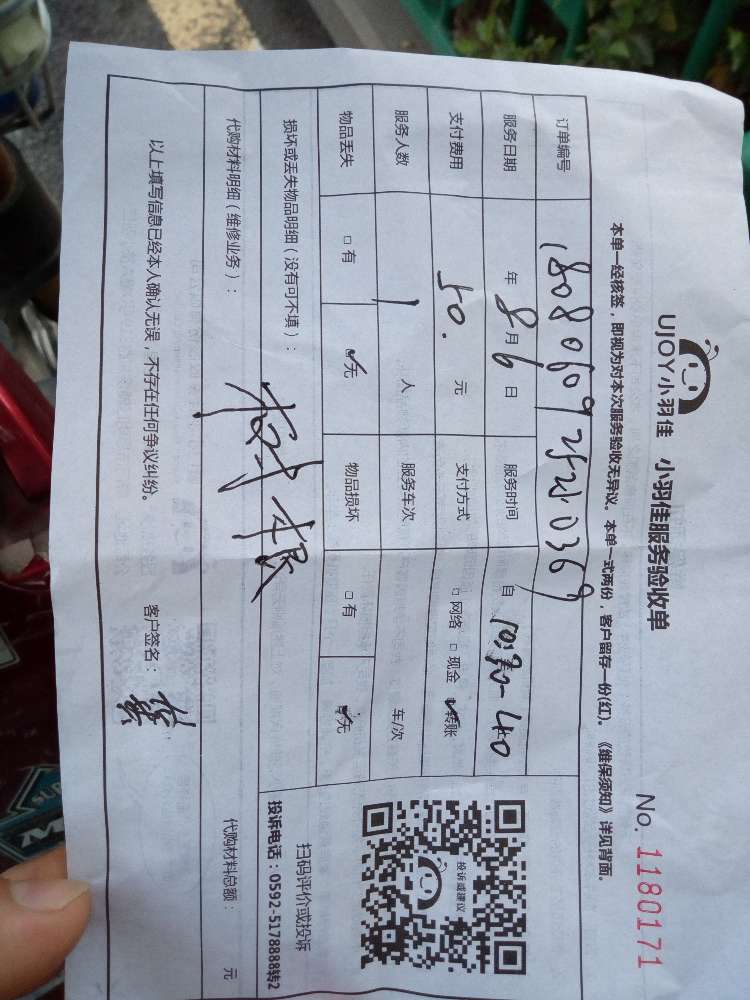 UJOY小羽佳 小羽佳服务验收单
No. 1180171
本单一经核签，即视为对本次服务验收无异议。本单一式两份，客户留存一份(红)。《维保须知》详见背面。
订单编号
服务日期 年 8 月 6 日 服务时间 自
支付费用 50. 元 支付方式 □ 网络 □ 现金 ✓ 转账
服务人数 1 人 服务车次 车/次
物品丢失 □ 有 ✓ 无 物品损坏 □ 有 ✓ 无
损坏或丢失物品明细（没有可不填）：
代购材料明细（维修业务）： 代购材料总额： 元
以上填写信息已经本人确认无误，不存在任何争议纠纷。 客户签名：
投诉或建议
扫码评价或投诉
投诉电话：0592-5178888转2